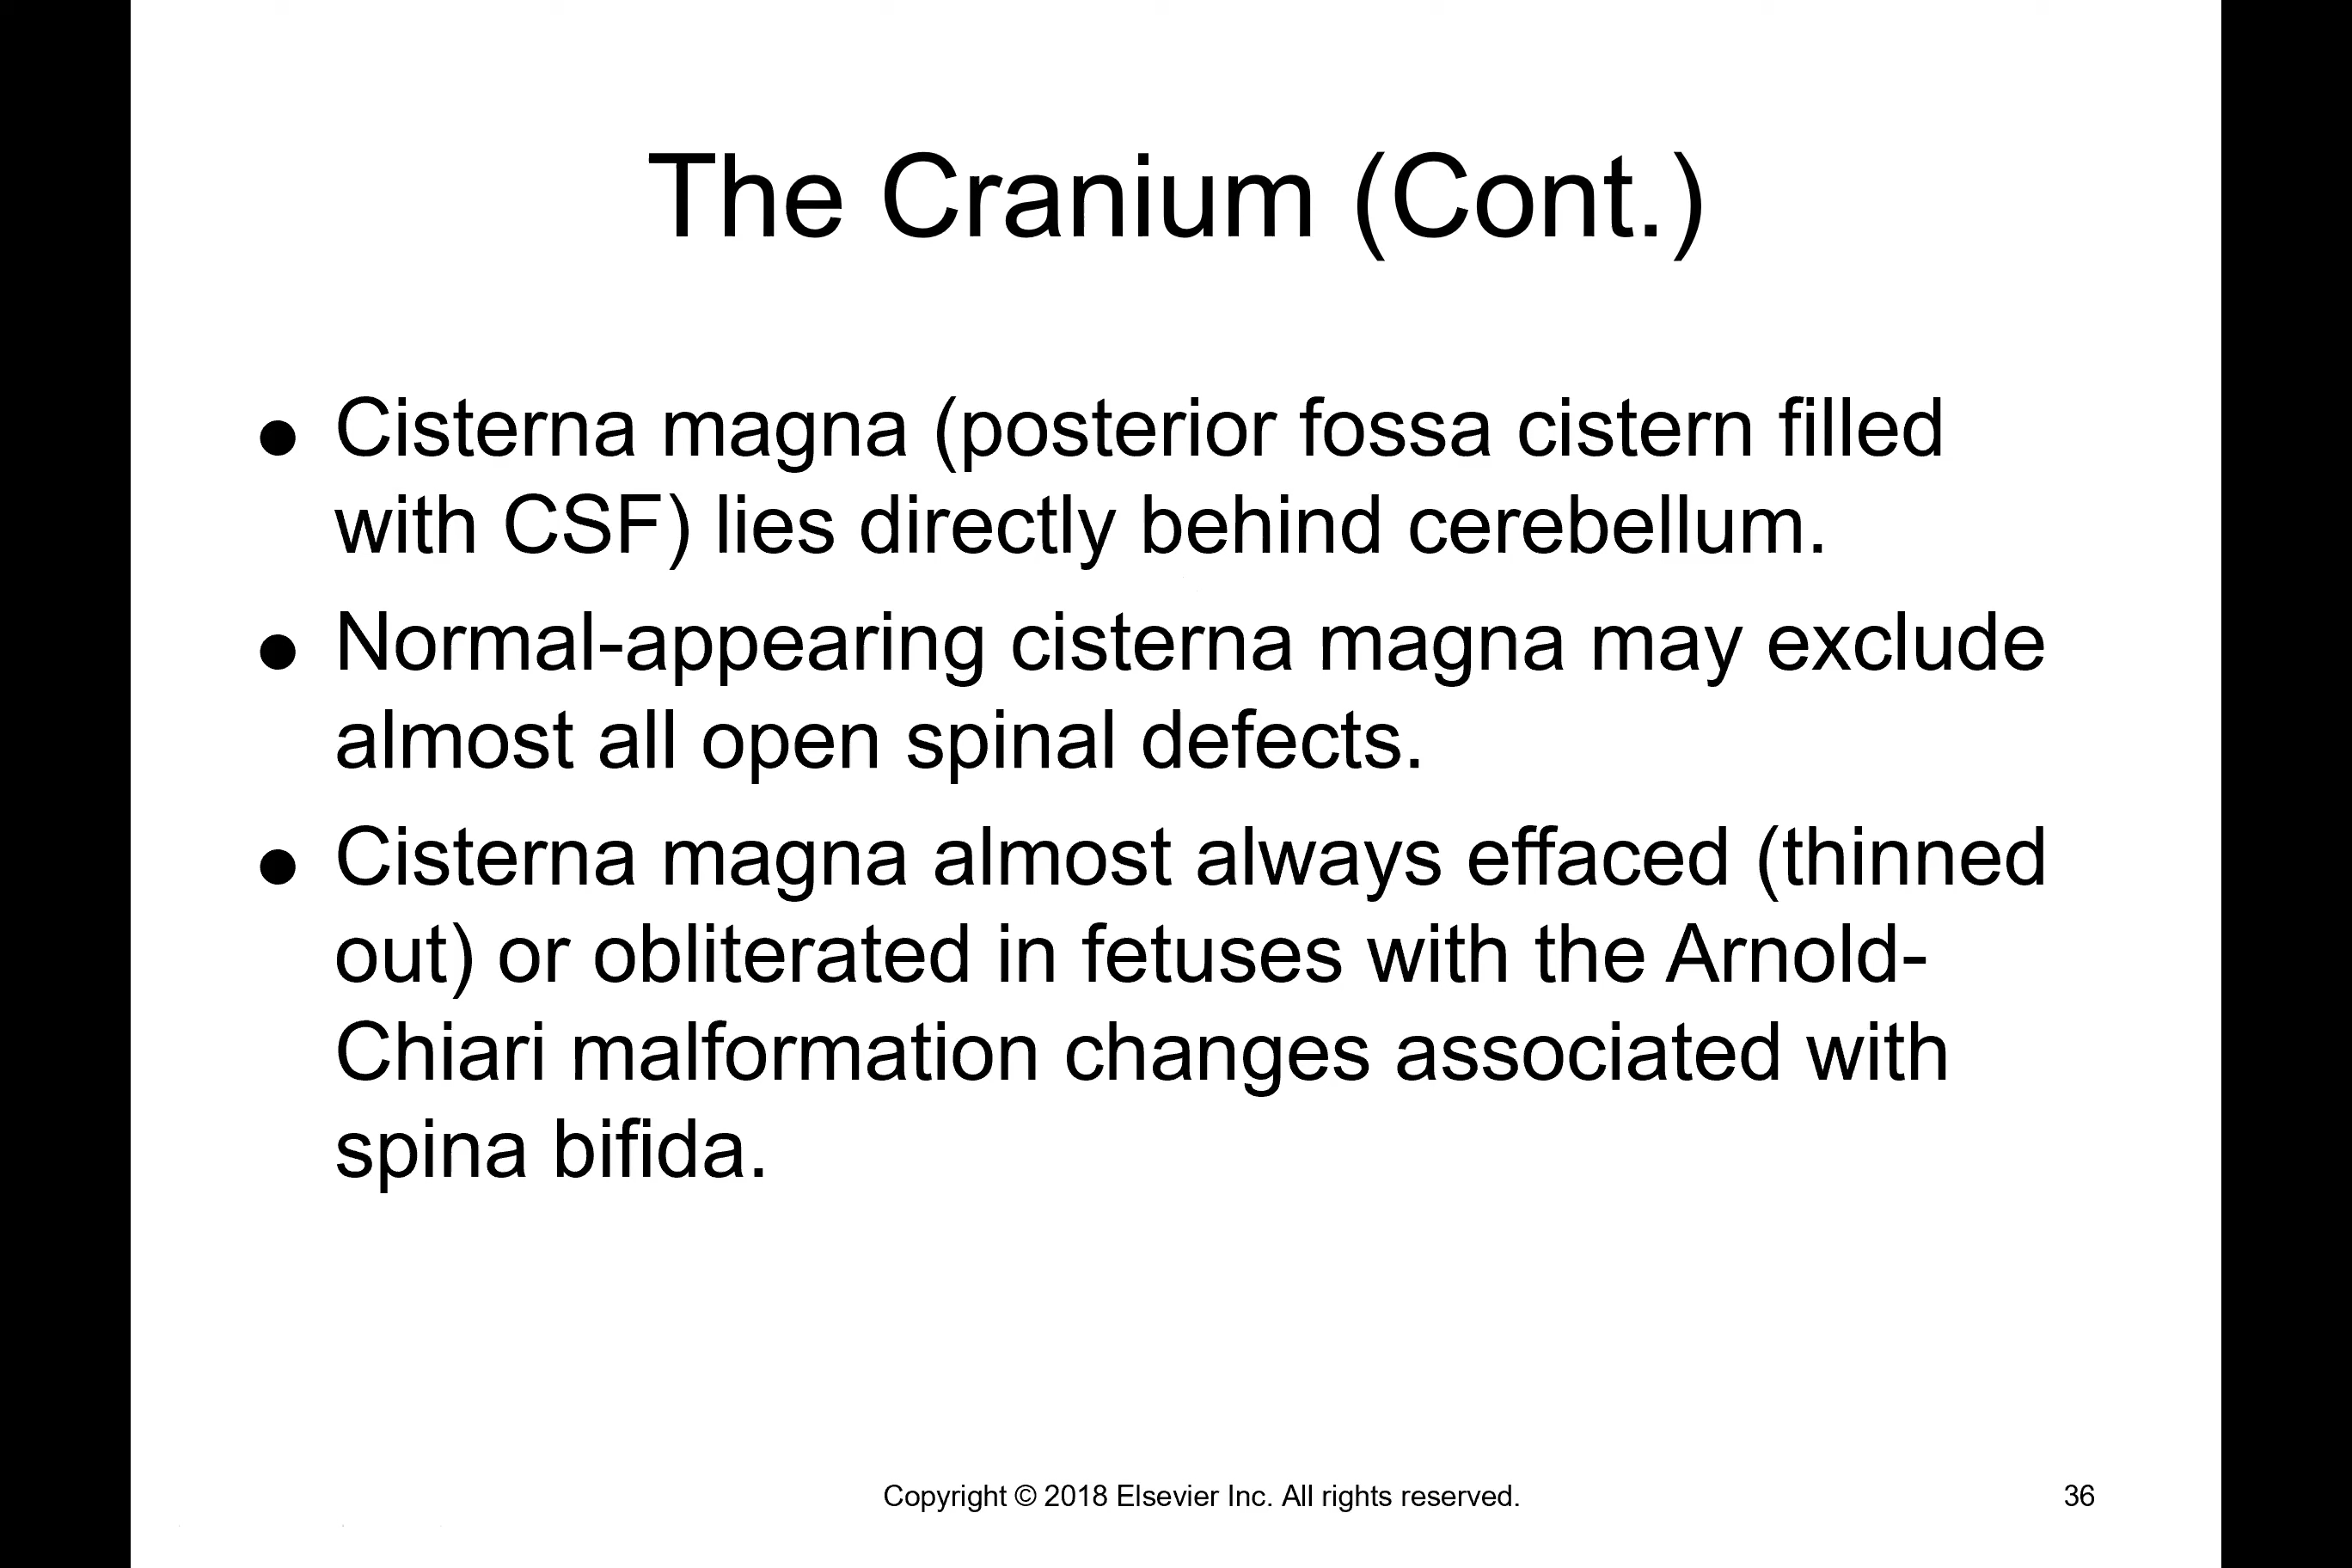 The Cranium (Cont.)
• Cisterna magna (posterior fossa cistern filled
with CSF) lies directly behind cerebellum.
• Normal-appearing cisterna magna may exclude
almost all open spinal defects.
• Cisterna magna almost always effaced (thinned
out) or obliterated in fetuses with the Arnold-
Chiari malformation changes associated with
spina bifida.
Copyright © 2018 Elsevier Inc. All rights reserved.
36